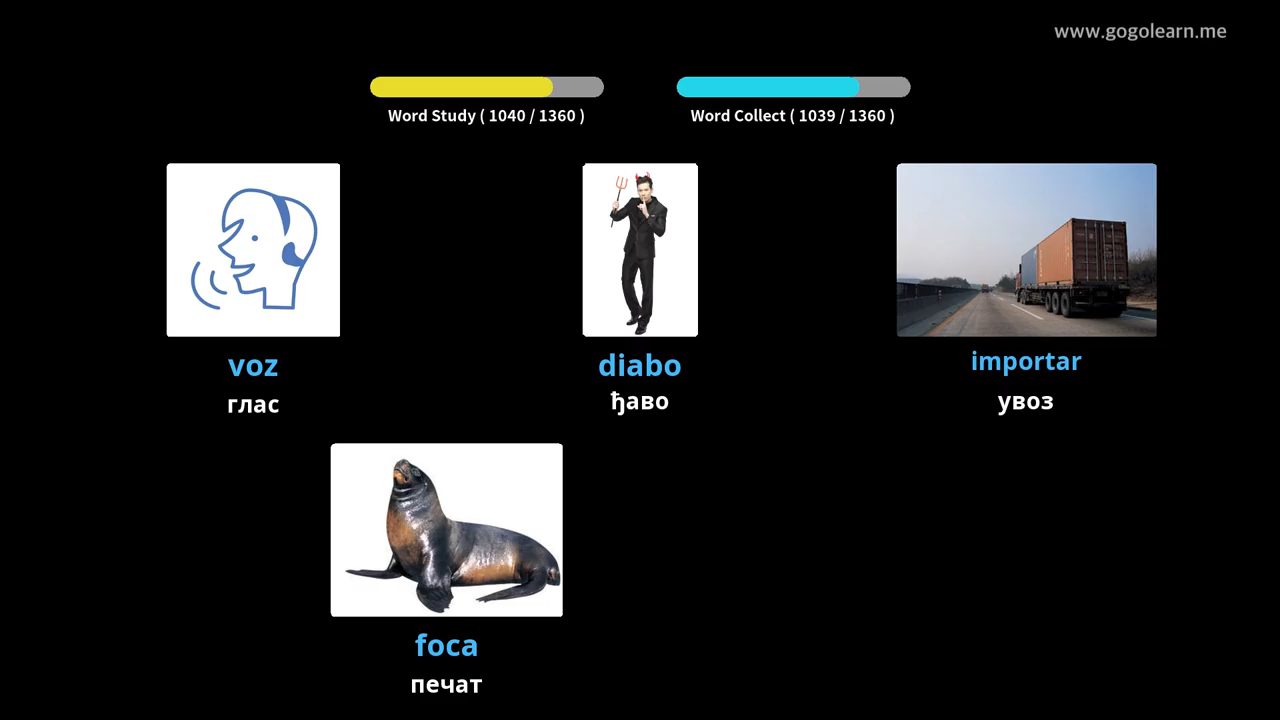 www.gogolearn.me
Word Study ( 1040 / 1360 )
Word Collect ( 1039 / 1360 )
voz
глас
diabo
ђаво
importar
увоз
foca
печат